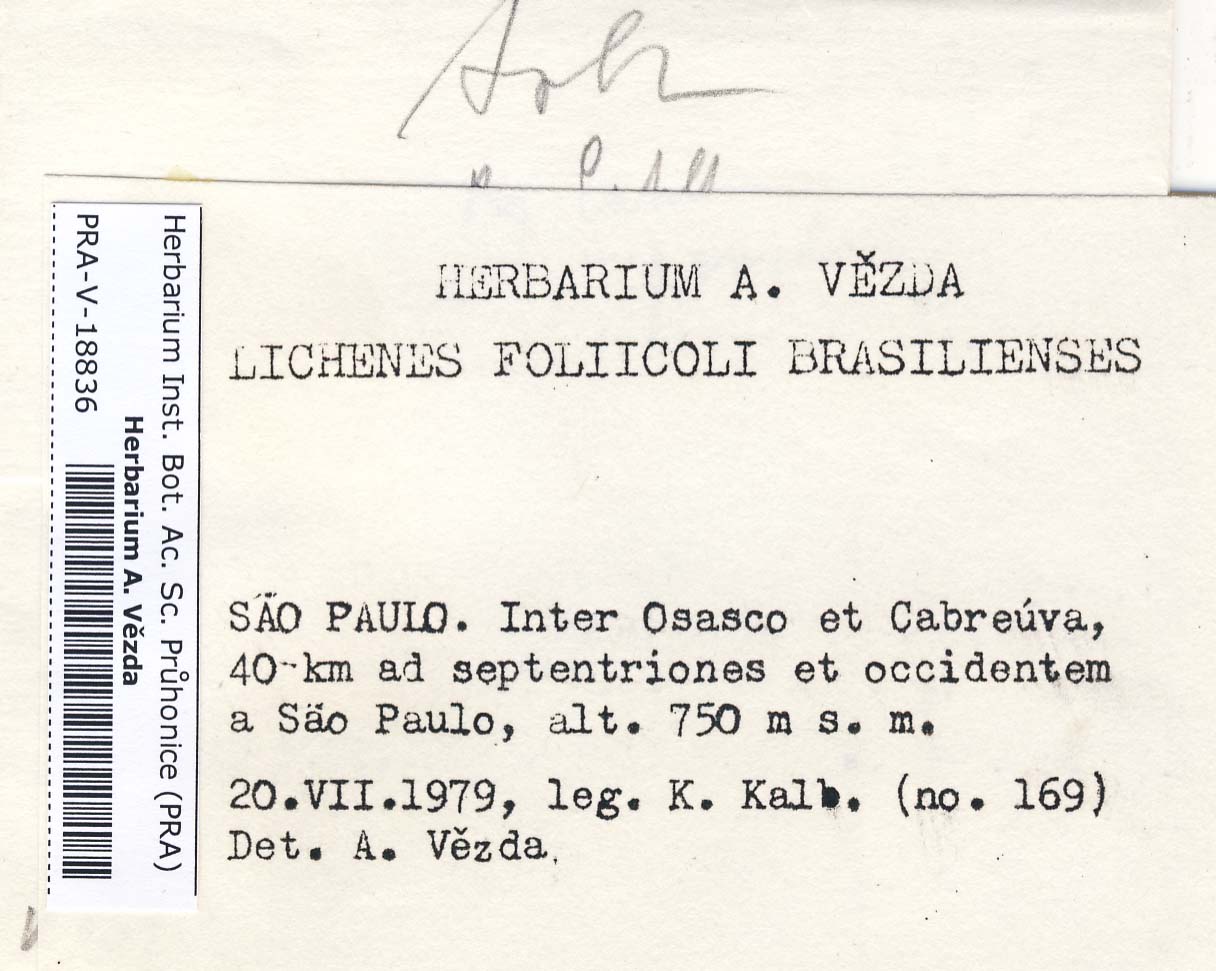 HERBARIUM A. VĚZDA
LICHENES FOLIICOLI BRASILIENSES
SÃO PAULO. Inter Osasco et Cabreúva,
40 km ad septentriones et occidentem
a São Paulo, alt. 750 m s. m.
20.VII.1979, leg. K. Kalb. (no. 169)
Det. A. Vězda.
Herbarium Inst. Bot. Ac. Sc. Průhonice (PRA)
Herbarium A. Vězda
PRA-V-18836